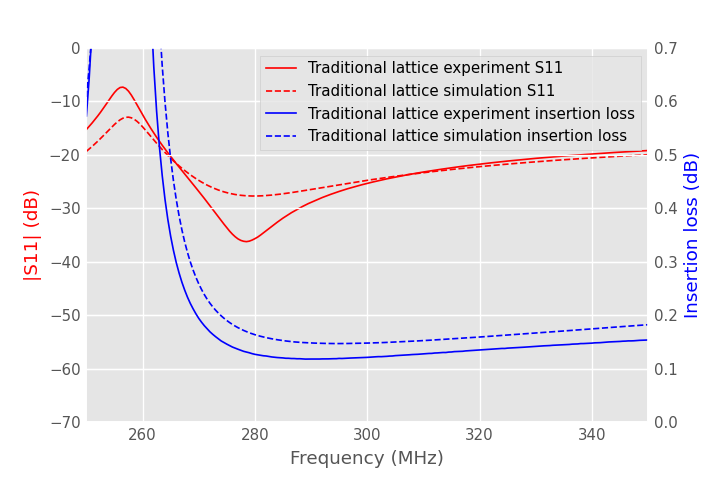 Traditional lattice experiment S11
Traditional lattice simulation S11
Traditional lattice experiment insertion loss
Traditional lattice simulation insertion loss
|S11| (dB)
0
−10
−20
−30
−40
−50
−60
−70
0.7
0.6
0.5
0.4
0.3
0.2
0.1
0.0
Insertion loss (dB)
260 280 300 320 340
Frequency (MHz)